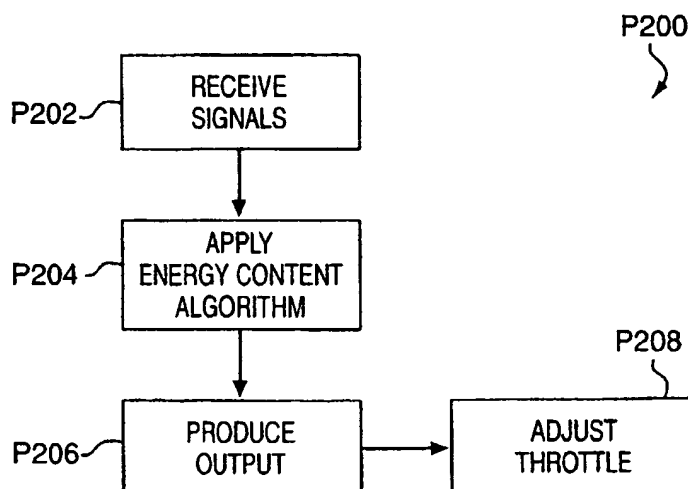 P200
RECEIVE
SIGNALS
P202
APPLY
ENERGY CONTENT
ALGORITHM
P204
P208
PRODUCE
OUTPUT
P206
ADJUST
THROTTLE